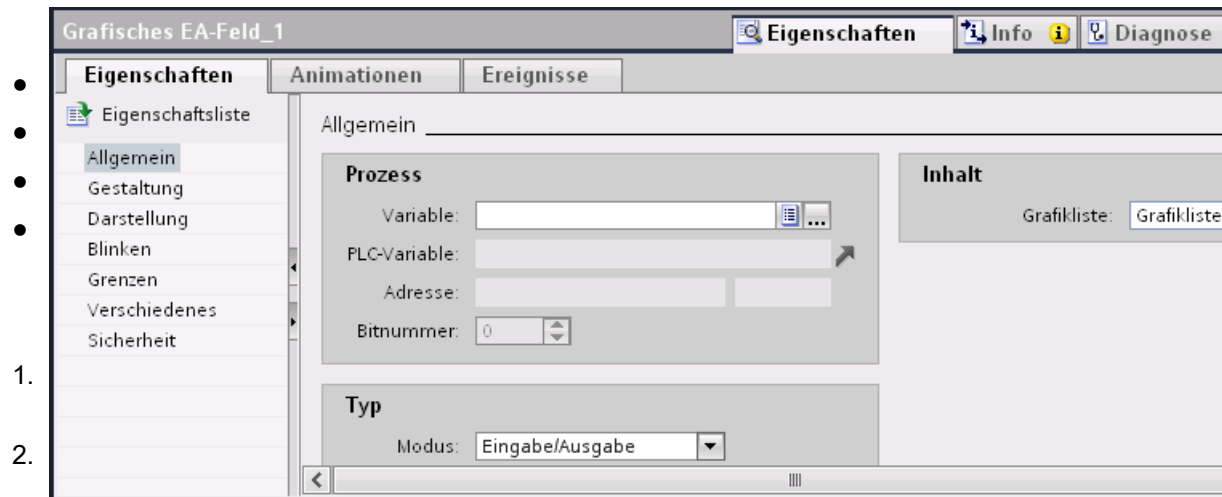 Grafisches EA-Feld_1
Eigenschaften Info Diagnose
Eigenschaften Animationen Ereignisse
Eigenschaftsliste
Allgemein
Gestaltung
Darstellung
Blinken
Grenzen
Verschiedenes
Sicherheit
Allgemein
Prozess
Variable: ...
PLC-Variable:
Adresse:
Bitnummer: 0
Typ
Modus: Eingabe/Ausgabe
Inhalt
Grafikliste: Grafikliste
1.
2.